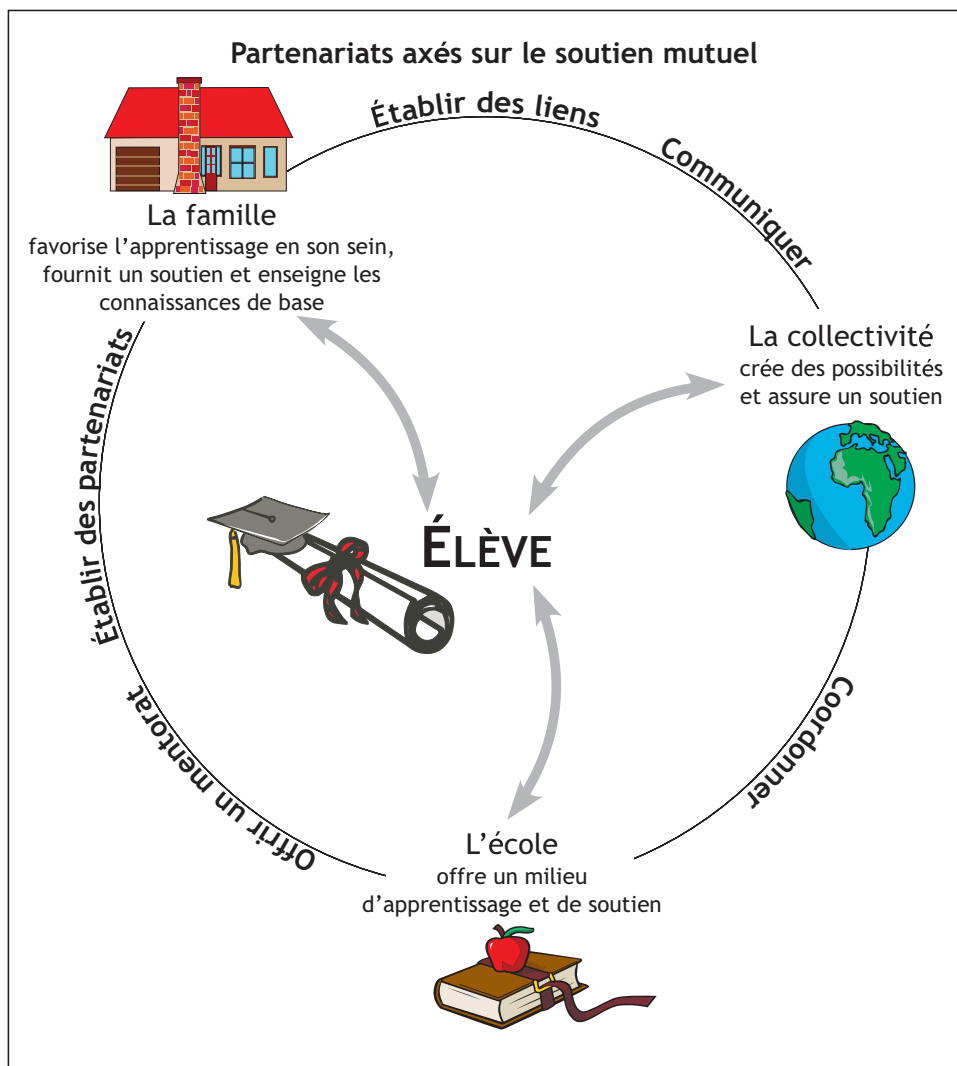 Partenariats axés sur le soutien mutuel
Établir des liens
Communiquer
La famille
favorise l’apprentissage en son sein,
fournit un soutien et enseigne les
connaissances de base
La collectivité
crée des possibilités
et assure un soutien
Établir des partenariats
ÉLÈVE
Coordonner
Offrir un mentorat
L’école
offre un milieu
d’apprentissage et de soutien